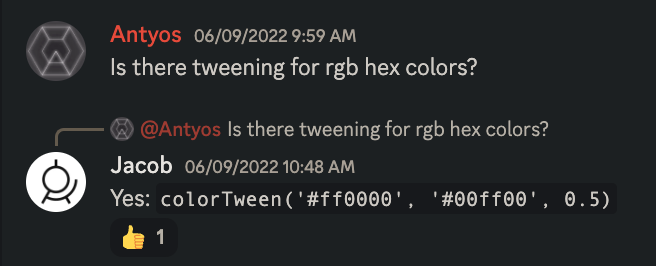 Antyos 06/09/2022 9:59 AM
Is there tweening for rgb hex colors?
@Antyos Is there tweening for rgb hex colors?
Jacob 06/09/2022 10:48 AM
Yes: colorTween('#ff0000', '#00ff00', 0.5)
👍 1